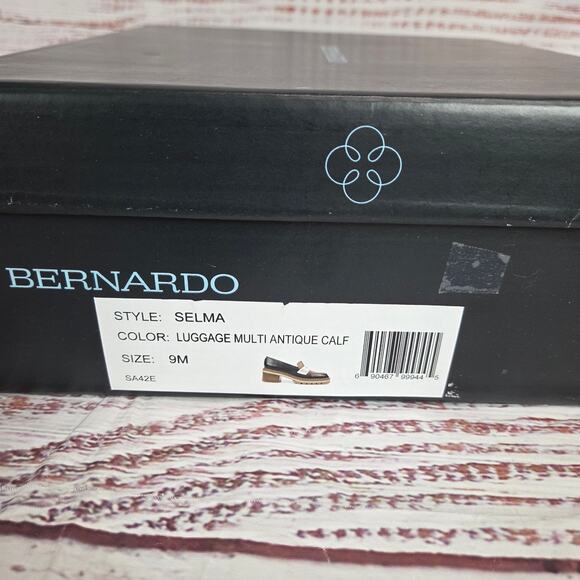 BERNARDO
STYLE: SELMA
COLOR: LUGGAGE MULTI ANTIQUE CALF
SIZE: 9M
SA42E
6 90467 99944 5